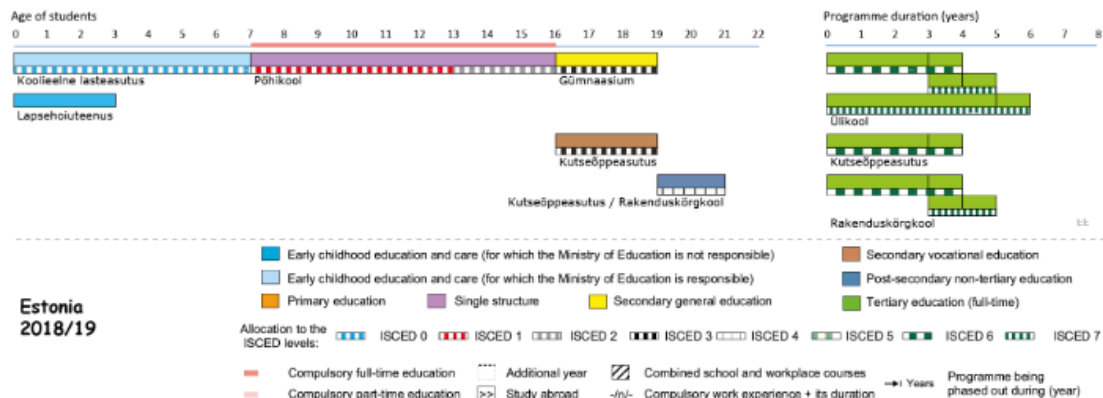 Age of students
Programme duration (years)
0 1 2 3 4 5 6 7 8 9 10 11 12 13 14 15 16 17 18 19 20 21 22
0 1 2 3 4 5 6 7 8
Koolieelne lasteasutus
Põhikool
Gümnaasium
Lapsehoiuteenus
Ülikool
Kutseõppeasutus
Kutseõppeasutus
Kutseõppeasutus / Rakenduskõrgkool
Rakenduskõrgkool
EE
Estonia
2018/19
Early childhood education and care (for which the Ministry of Education is not responsible)
Secondary vocational education
Early childhood education and care (for which the Ministry of Education is responsible)
Post-secondary non-tertiary education
Primary education
Single structure
Secondary general education
Tertiary education (full-time)
Allocation to the
ISCED levels:
ISCED 0
ISCED 1
ISCED 2
ISCED 3
ISCED 4
ISCED 5
ISCED 6
ISCED 7
Compulsory full-time education
Additional year
Combined school and workplace courses
Years
Programme being
phased out during (year)
Compulsory part-time education
>> Study abroad
-/n/- Compulsory work experience + its duration